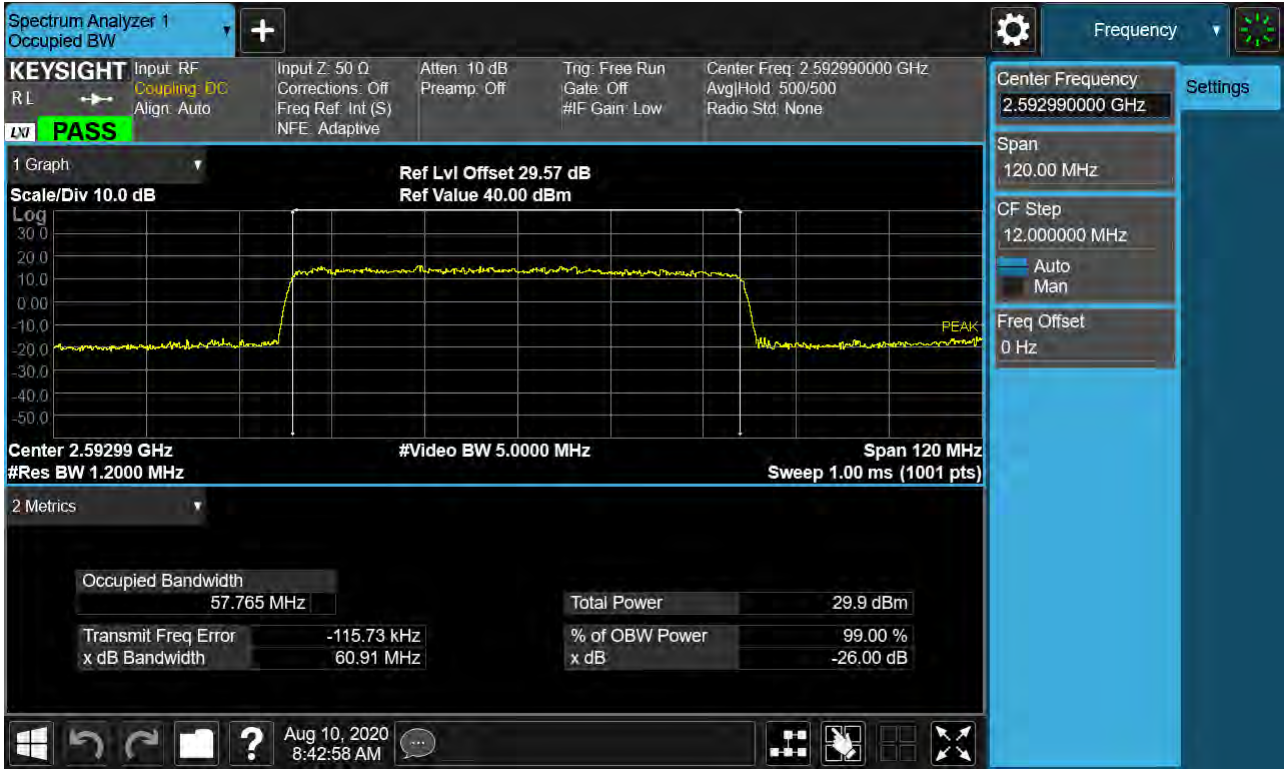 Spectrum Analyzer 1
Occupied BW
Frequency
KEYSIGHT
RL
LXI PASS
Input: RF
Coupling: DC
Align: Auto
Input Z: 50 Ω
Corrections: Off
Freq Ref: Int (S)
NFE: Adaptive
Atten: 10 dB
Preamp: Off
Trig: Free Run
Gate: Off
#IF Gain: Low
Center Freq: 2.592990000 GHz
Avg|Hold: 500/500
Radio Std: None
Center Frequency
2.592990000 GHz
Settings
Span
120.00 MHz
CF Step
12.000000 MHz
Auto
Man
Freq Offset
0 Hz
1 Graph
Scale/Div 10.0 dB
Ref Lvl Offset 29.57 dB
Ref Value 40.00 dBm
Log
30.0
20.0
10.0
0.00
-10.0
-20.0
-30.0
-40.0
-50.0
PEAK
Center 2.59299 GHz
#Video BW 5.0000 MHz
Span 120 MHz
#Res BW 1.2000 MHz
Sweep 1.00 ms (1001 pts)
2 Metrics
Occupied Bandwidth
57.765 MHz
Total Power 29.9 dBm
Transmit Freq Error -115.73 kHz
% of OBW Power 99.00 %
x dB Bandwidth 60.91 MHz
x dB -26.00 dB
?
Aug 10, 2020
8:42:58 AM